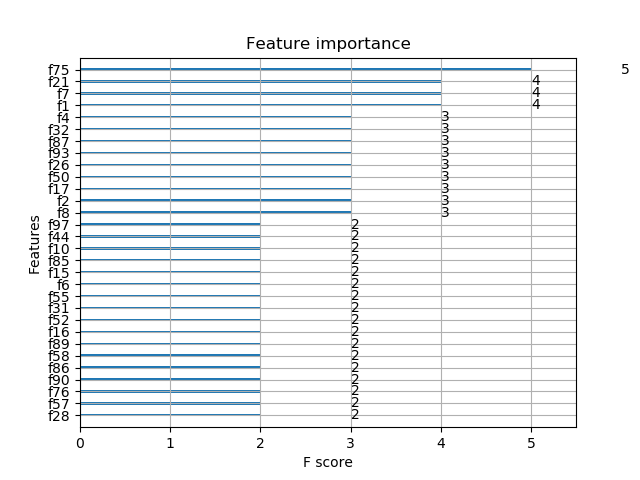 Feature importance
f75 5
f21 4
f7 4
f1 4
f4 3
f32 3
f87 3
f93 3
f26 3
f50 3
f17 3
f2 3
f8 3
f97 2
f44 2
f10 2
f85 2
f15 2
f6 2
f55 2
f31 2
f52 2
f16 2
f89 2
f58 2
f86 2
f90 2
f76 2
f57 2
f28 2
Features
0 1 2 3 4 5
F score